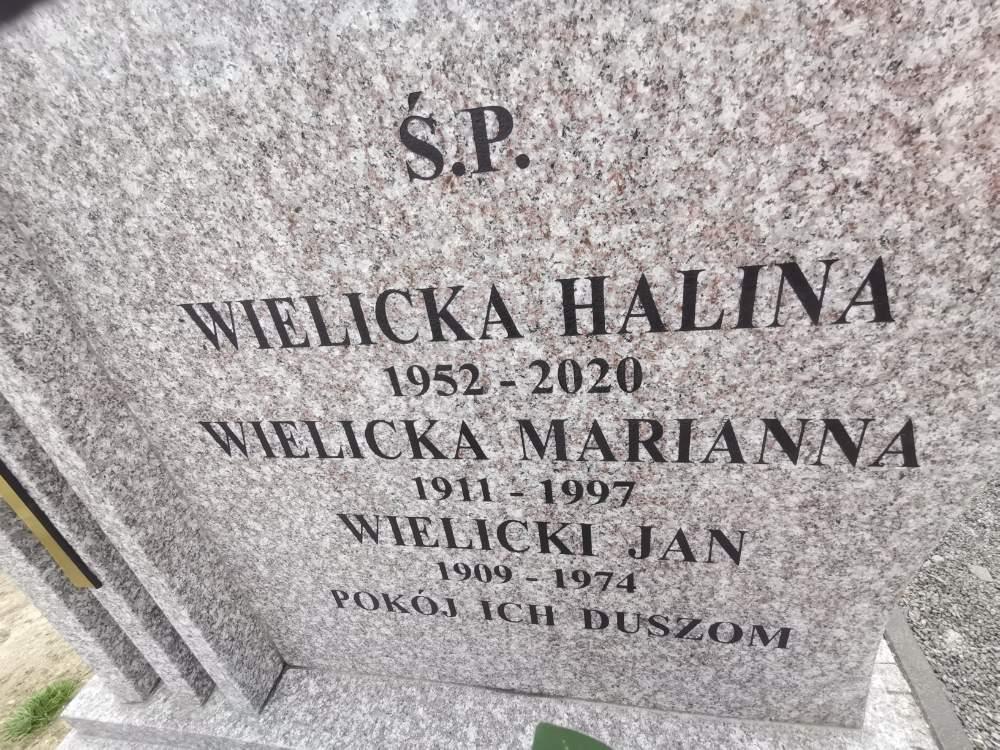 Ś.P.
WIELICKA HALINA
1952 - 2020
WIELICKA MARIANNA
1911 - 1997
WIELICKI JAN
1909 - 1974
POKÓJ ICH DUSZOM